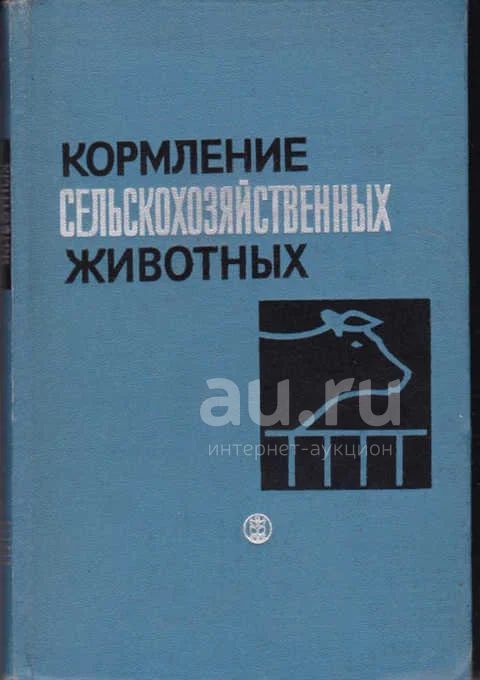 КОРМЛЕНИЕ
СЕЛЬСКОХОЗЯЙСТВЕННЫХ
ЖИВОТНЫХ
au.ru
интернет-аукцион